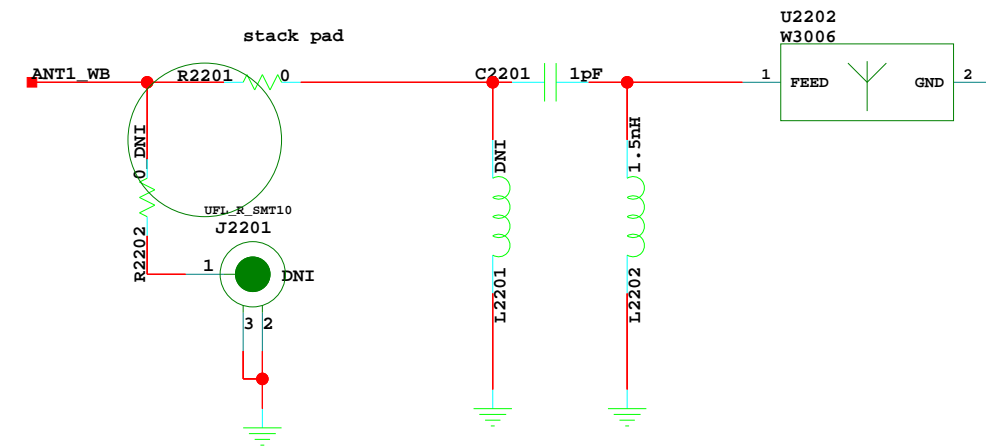 U2202
W3006
stack pad
ANT1_WB
R2201
0
C2201
1pF
1
FEED
GND
2
0 DNI
DNI
1.5nH
UFL_R_SMT10
J2201
R2202
1
DNI
L2201
L2202
3
2